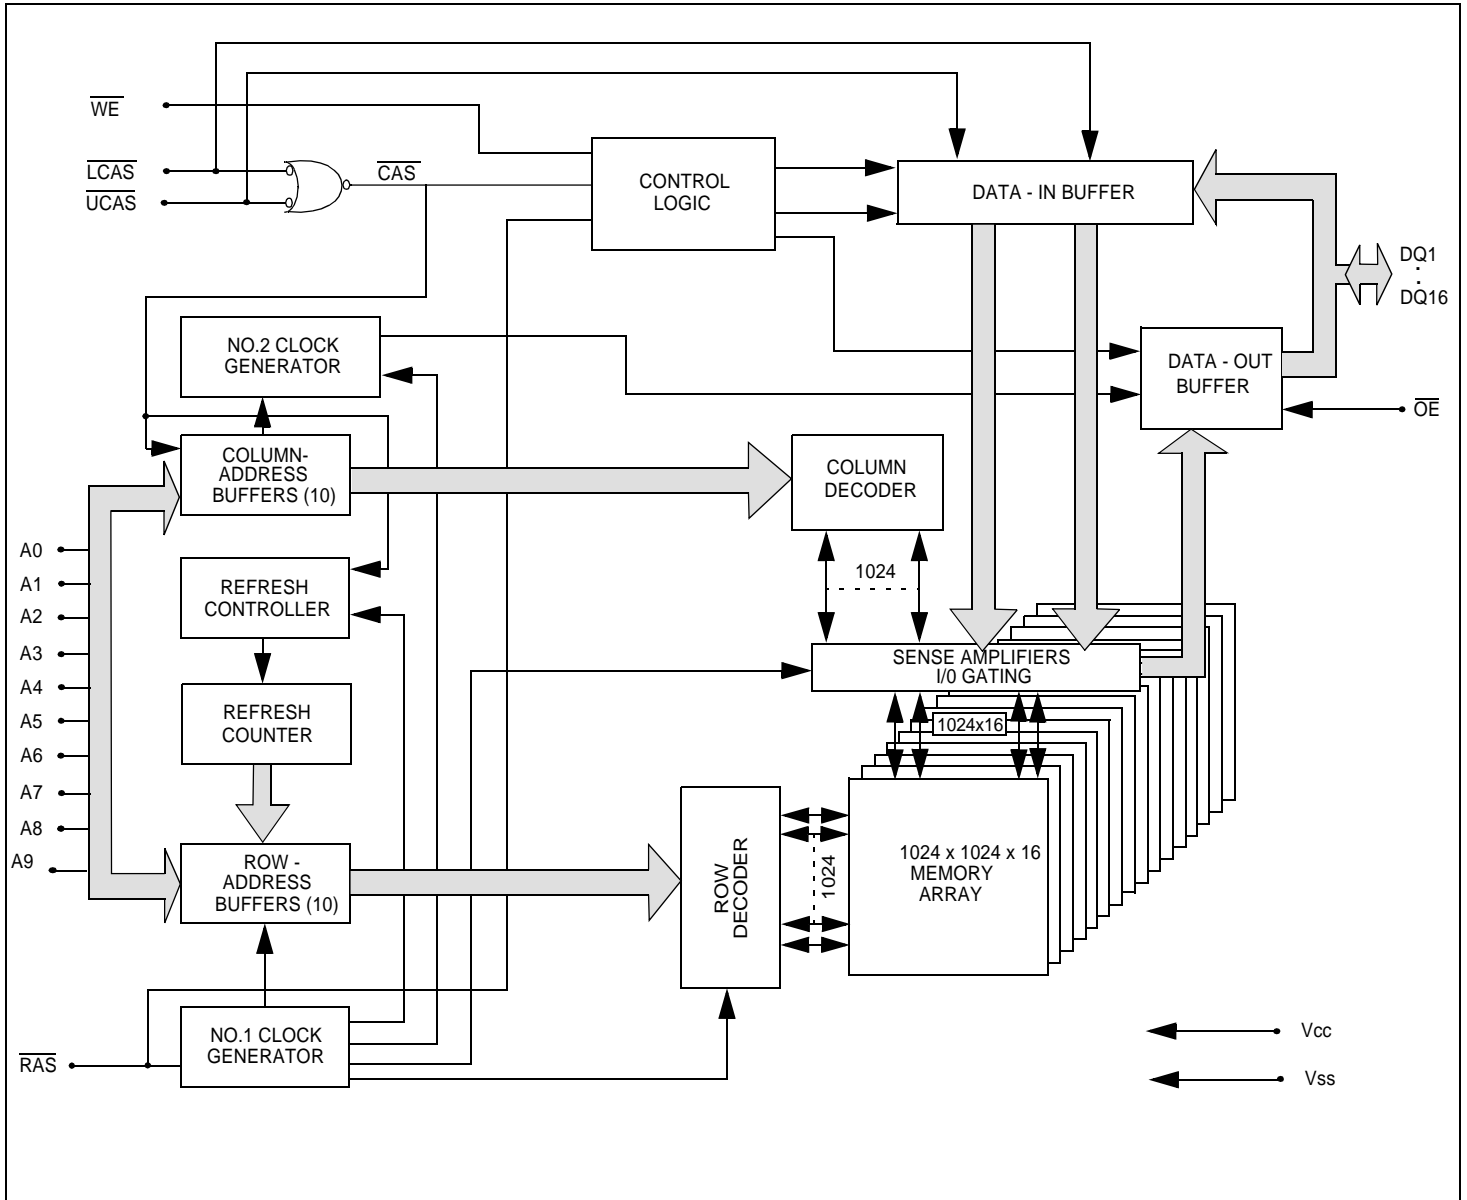 WE
LCAS
UCAS
CAS
CONTROL
LOGIC
DATA - IN BUFFER
DQ1
.
.
DQ16
NO.2 CLOCK
GENERATOR
DATA - OUT
BUFFER
OE
COLUMN-
ADDRESS
BUFFERS (10)
COLUMN
DECODER
A0
A1
A2
A3
A4
A5
A6
A7
A8
A9
REFRESH
CONTROLLER
1024
SENSE AMPLIFIERS
I/0 GATING
REFRESH
COUNTER
1024x16
ROW -
ADDRESS
BUFFERS (10)
ROW
DECODER
1024
1024 x 1024 x 16
MEMORY
ARRAY
NO.1 CLOCK
GENERATOR
RAS
Vcc
Vss